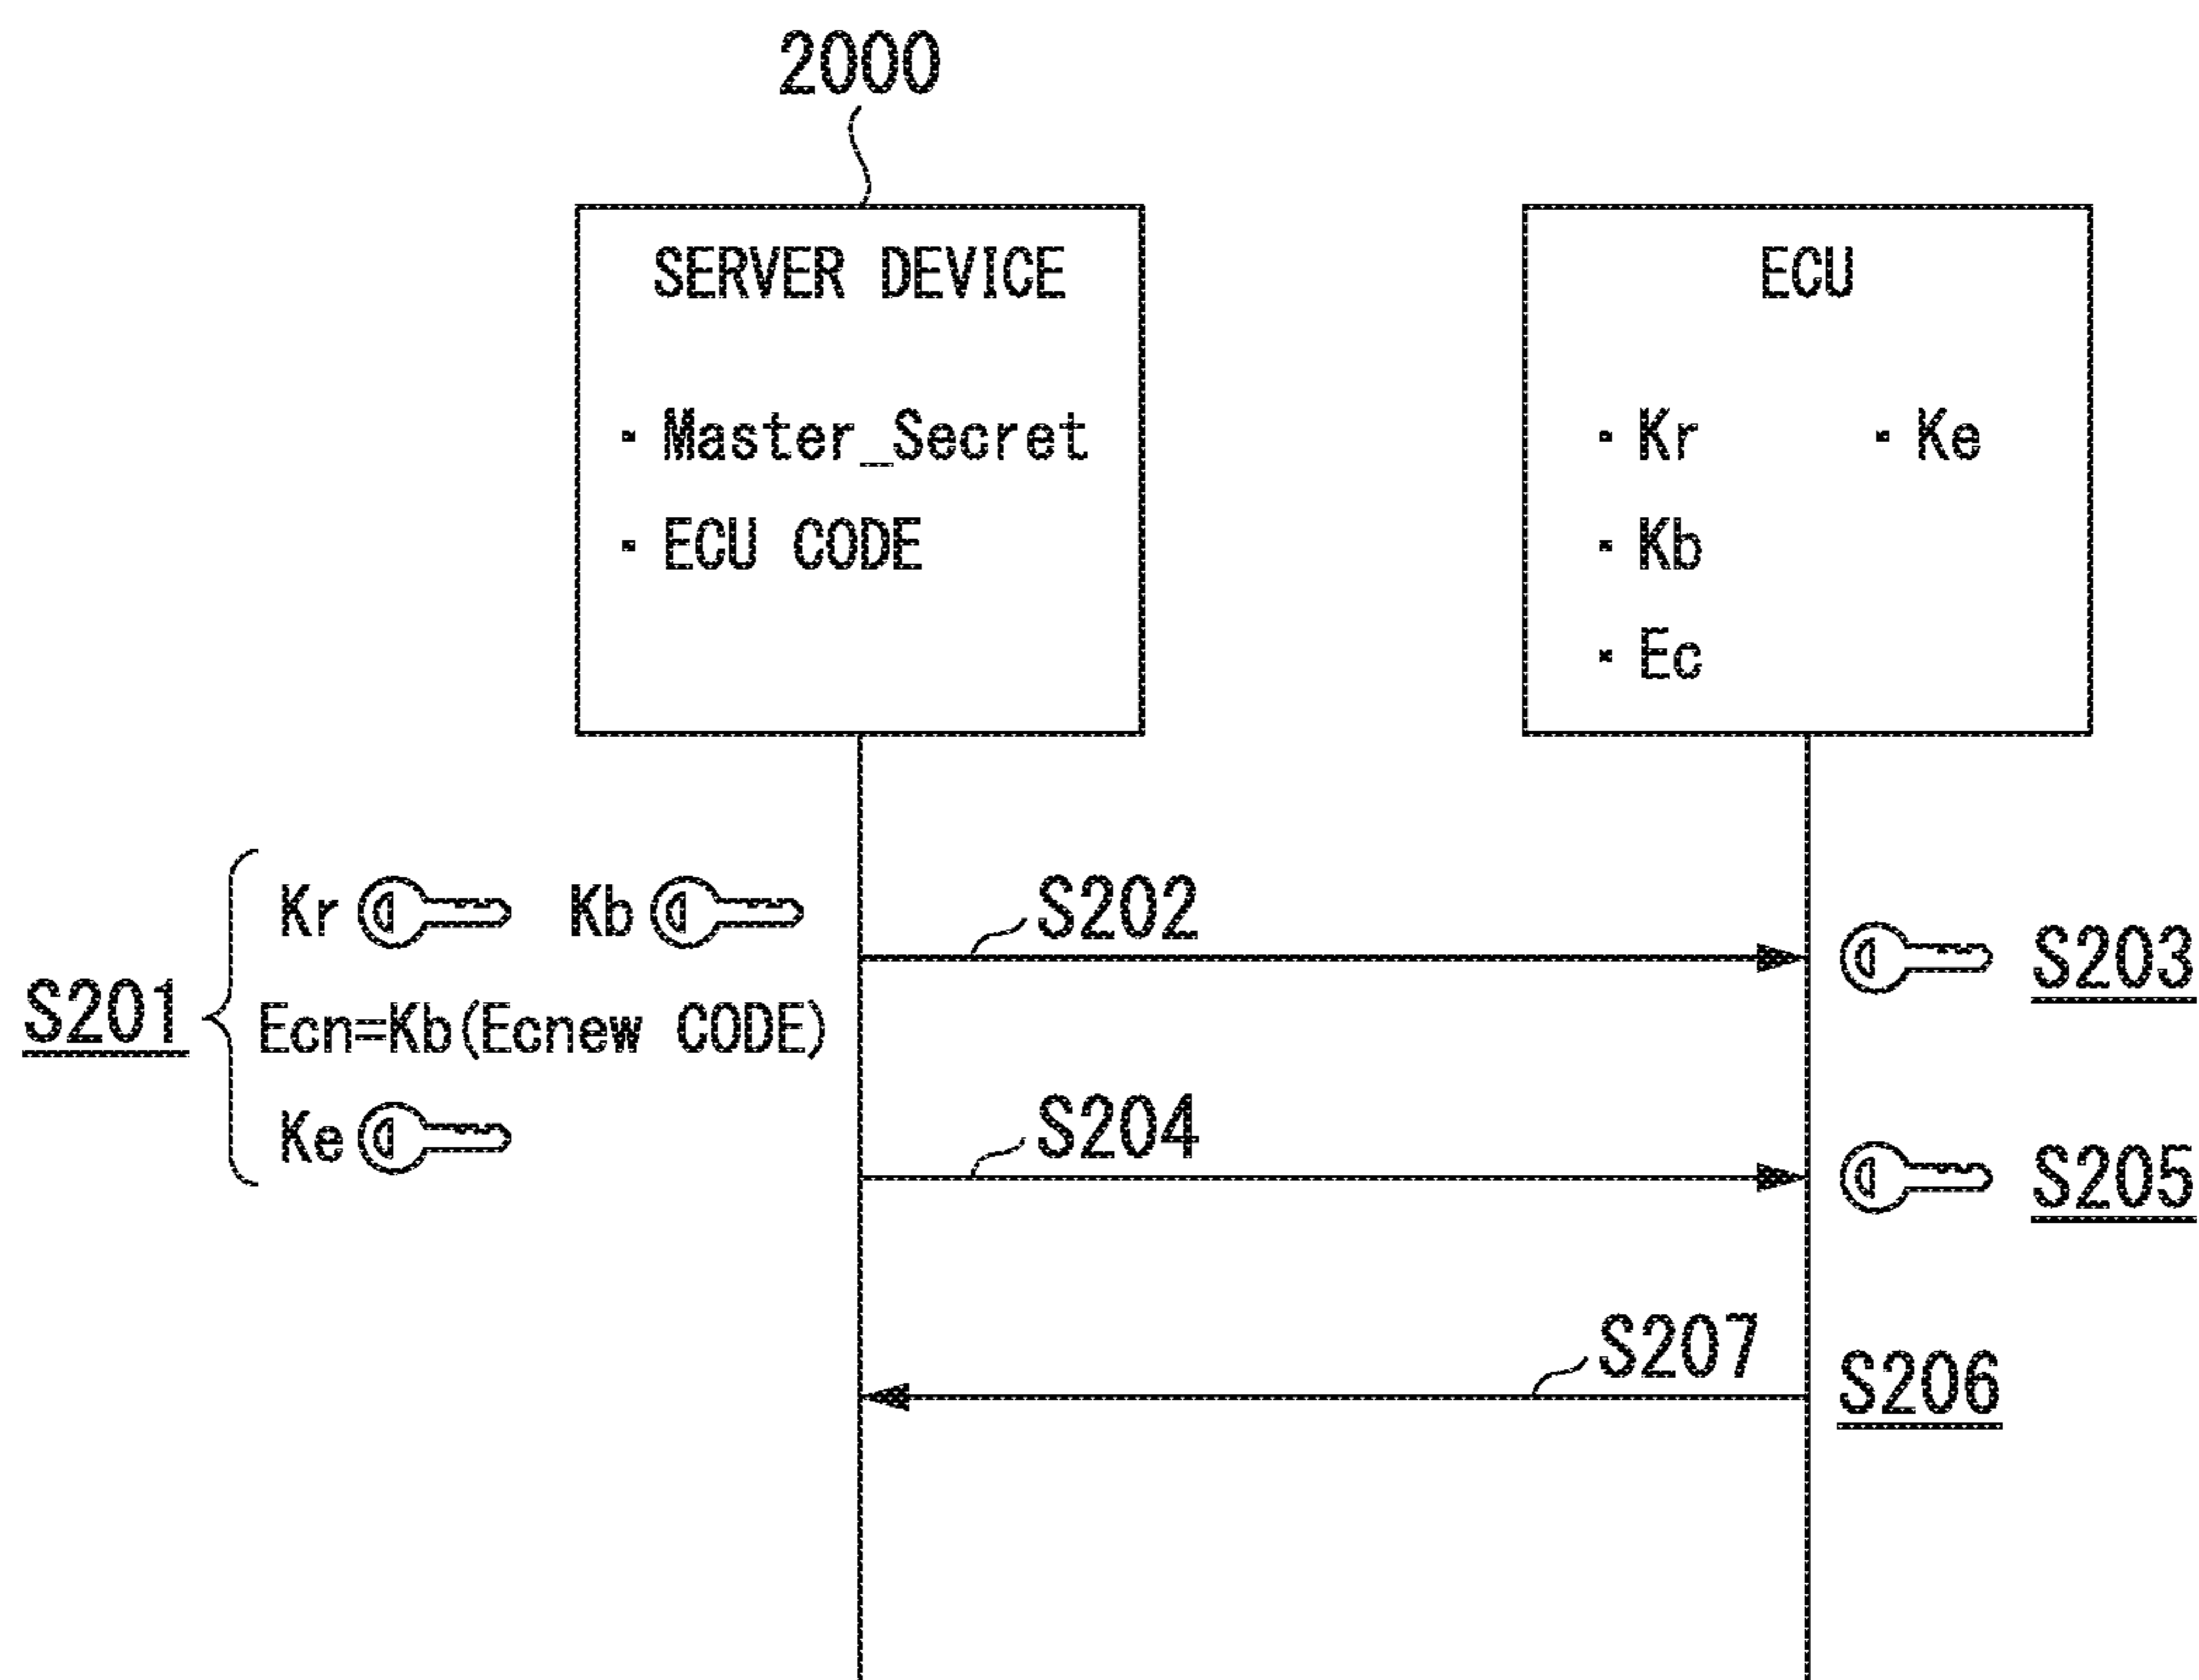 2000
SERVER DEVICE
· Master_Secret
· ECU CODE
ECU
· Kr · Ke
· Kb
· Ec
S201
Kr Kb
Ecn=Kb(Ecnew CODE)
Ke
S202
S203
S204
S205
S207
S206